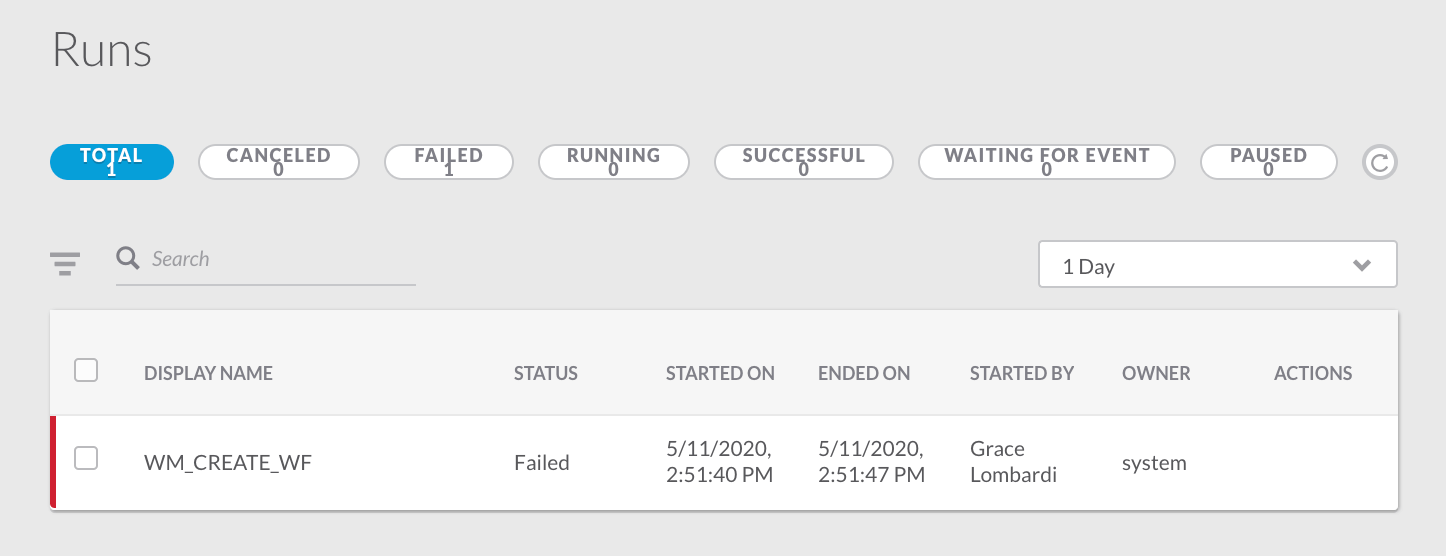 Runs
TOTAL
1
CANCELED
0
FAILED
1
RUNNING
0
SUCCESSFUL
0
WAITING FOR EVENT
0
PAUSED
0
Search
1 Day
DISPLAY NAME STATUS STARTED ON ENDED ON STARTED BY OWNER ACTIONS
WM_CREATE_WF Failed 5/11/2020, 5/11/2020, Grace system
2:51:40 PM 2:51:47 PM Lombardi